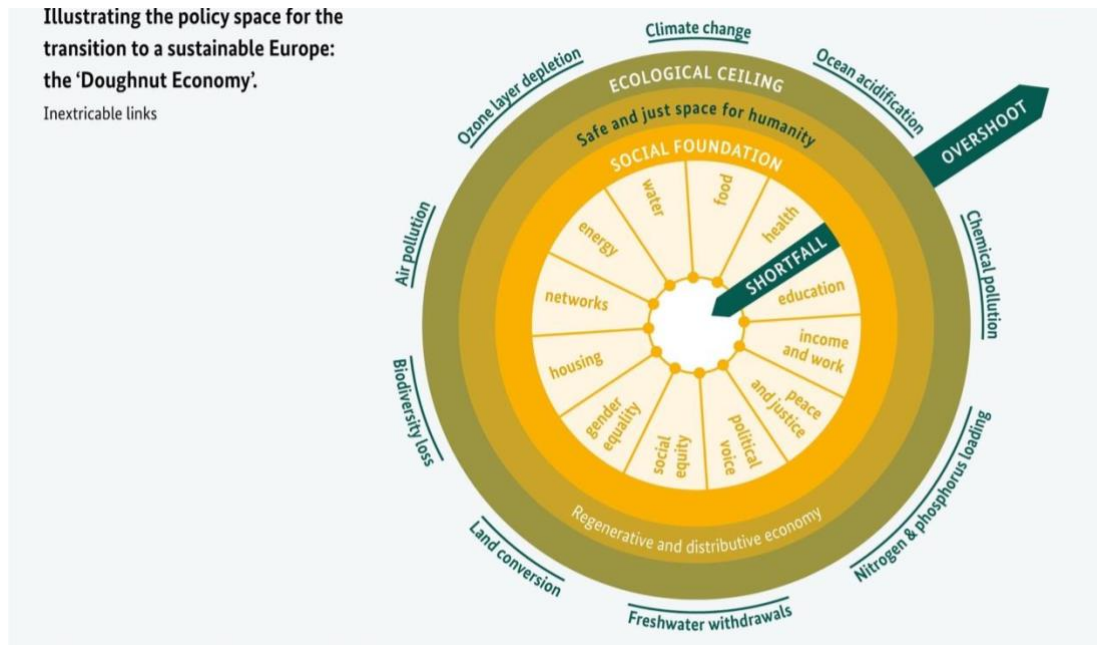 Illustrating the policy space for the
transition to a sustainable Europe:
the ‘Doughnut Economy’.
Inextricable links
Climate change
Ocean acidification
OVERSHOOT
Chemical pollution
Nitrogen & phosphorus loading
Freshwater withdrawals
Land conversion
Biodiversity loss
Air pollution
Ozone layer depletion
ECOLOGICAL CEILING
Safe and just space for humanity
SOCIAL FOUNDATION
water
food
health
SHORTFALL
education
income
and work
peace
and justice
political
voice
social
equity
gender
equality
housing
networks
energy
Regenerative and distributive economy